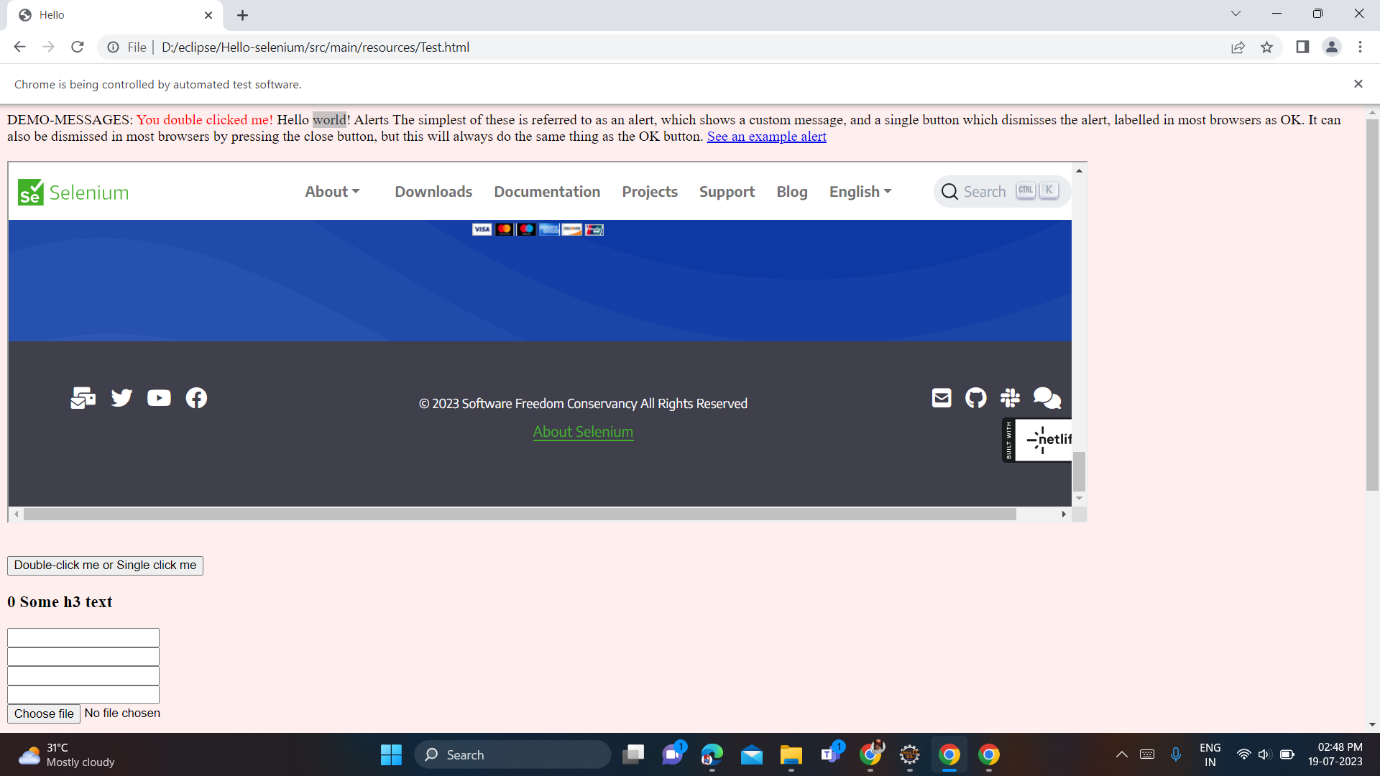 Hello
File | D:/eclipse/Hello-selenium/src/main/resources/Test.html
Chrome is being controlled by automated test software.
DEMO-MESSAGES: You double clicked me! Hello world! Alerts The simplest of these is referred to as an alert, which shows a custom message, and a single button which dismisses the alert, labelled in most browsers as OK. It can
also be dismissed in most browsers by pressing the close button, but this will always do the same thing as the OK button. See an example alert
Se Selenium About Downloads Documentation Projects Support Blog English Search CTRL K
VISA
© 2023 Software Freedom Conservancy All Rights Reserved
About Selenium
BUILT WITH netlif
Double-click me or Single click me
0 Some h3 text
Choose file No file chosen
31°C
Mostly cloudy
Search
1
1
ENG
IN
02:48 PM
19-07-2023